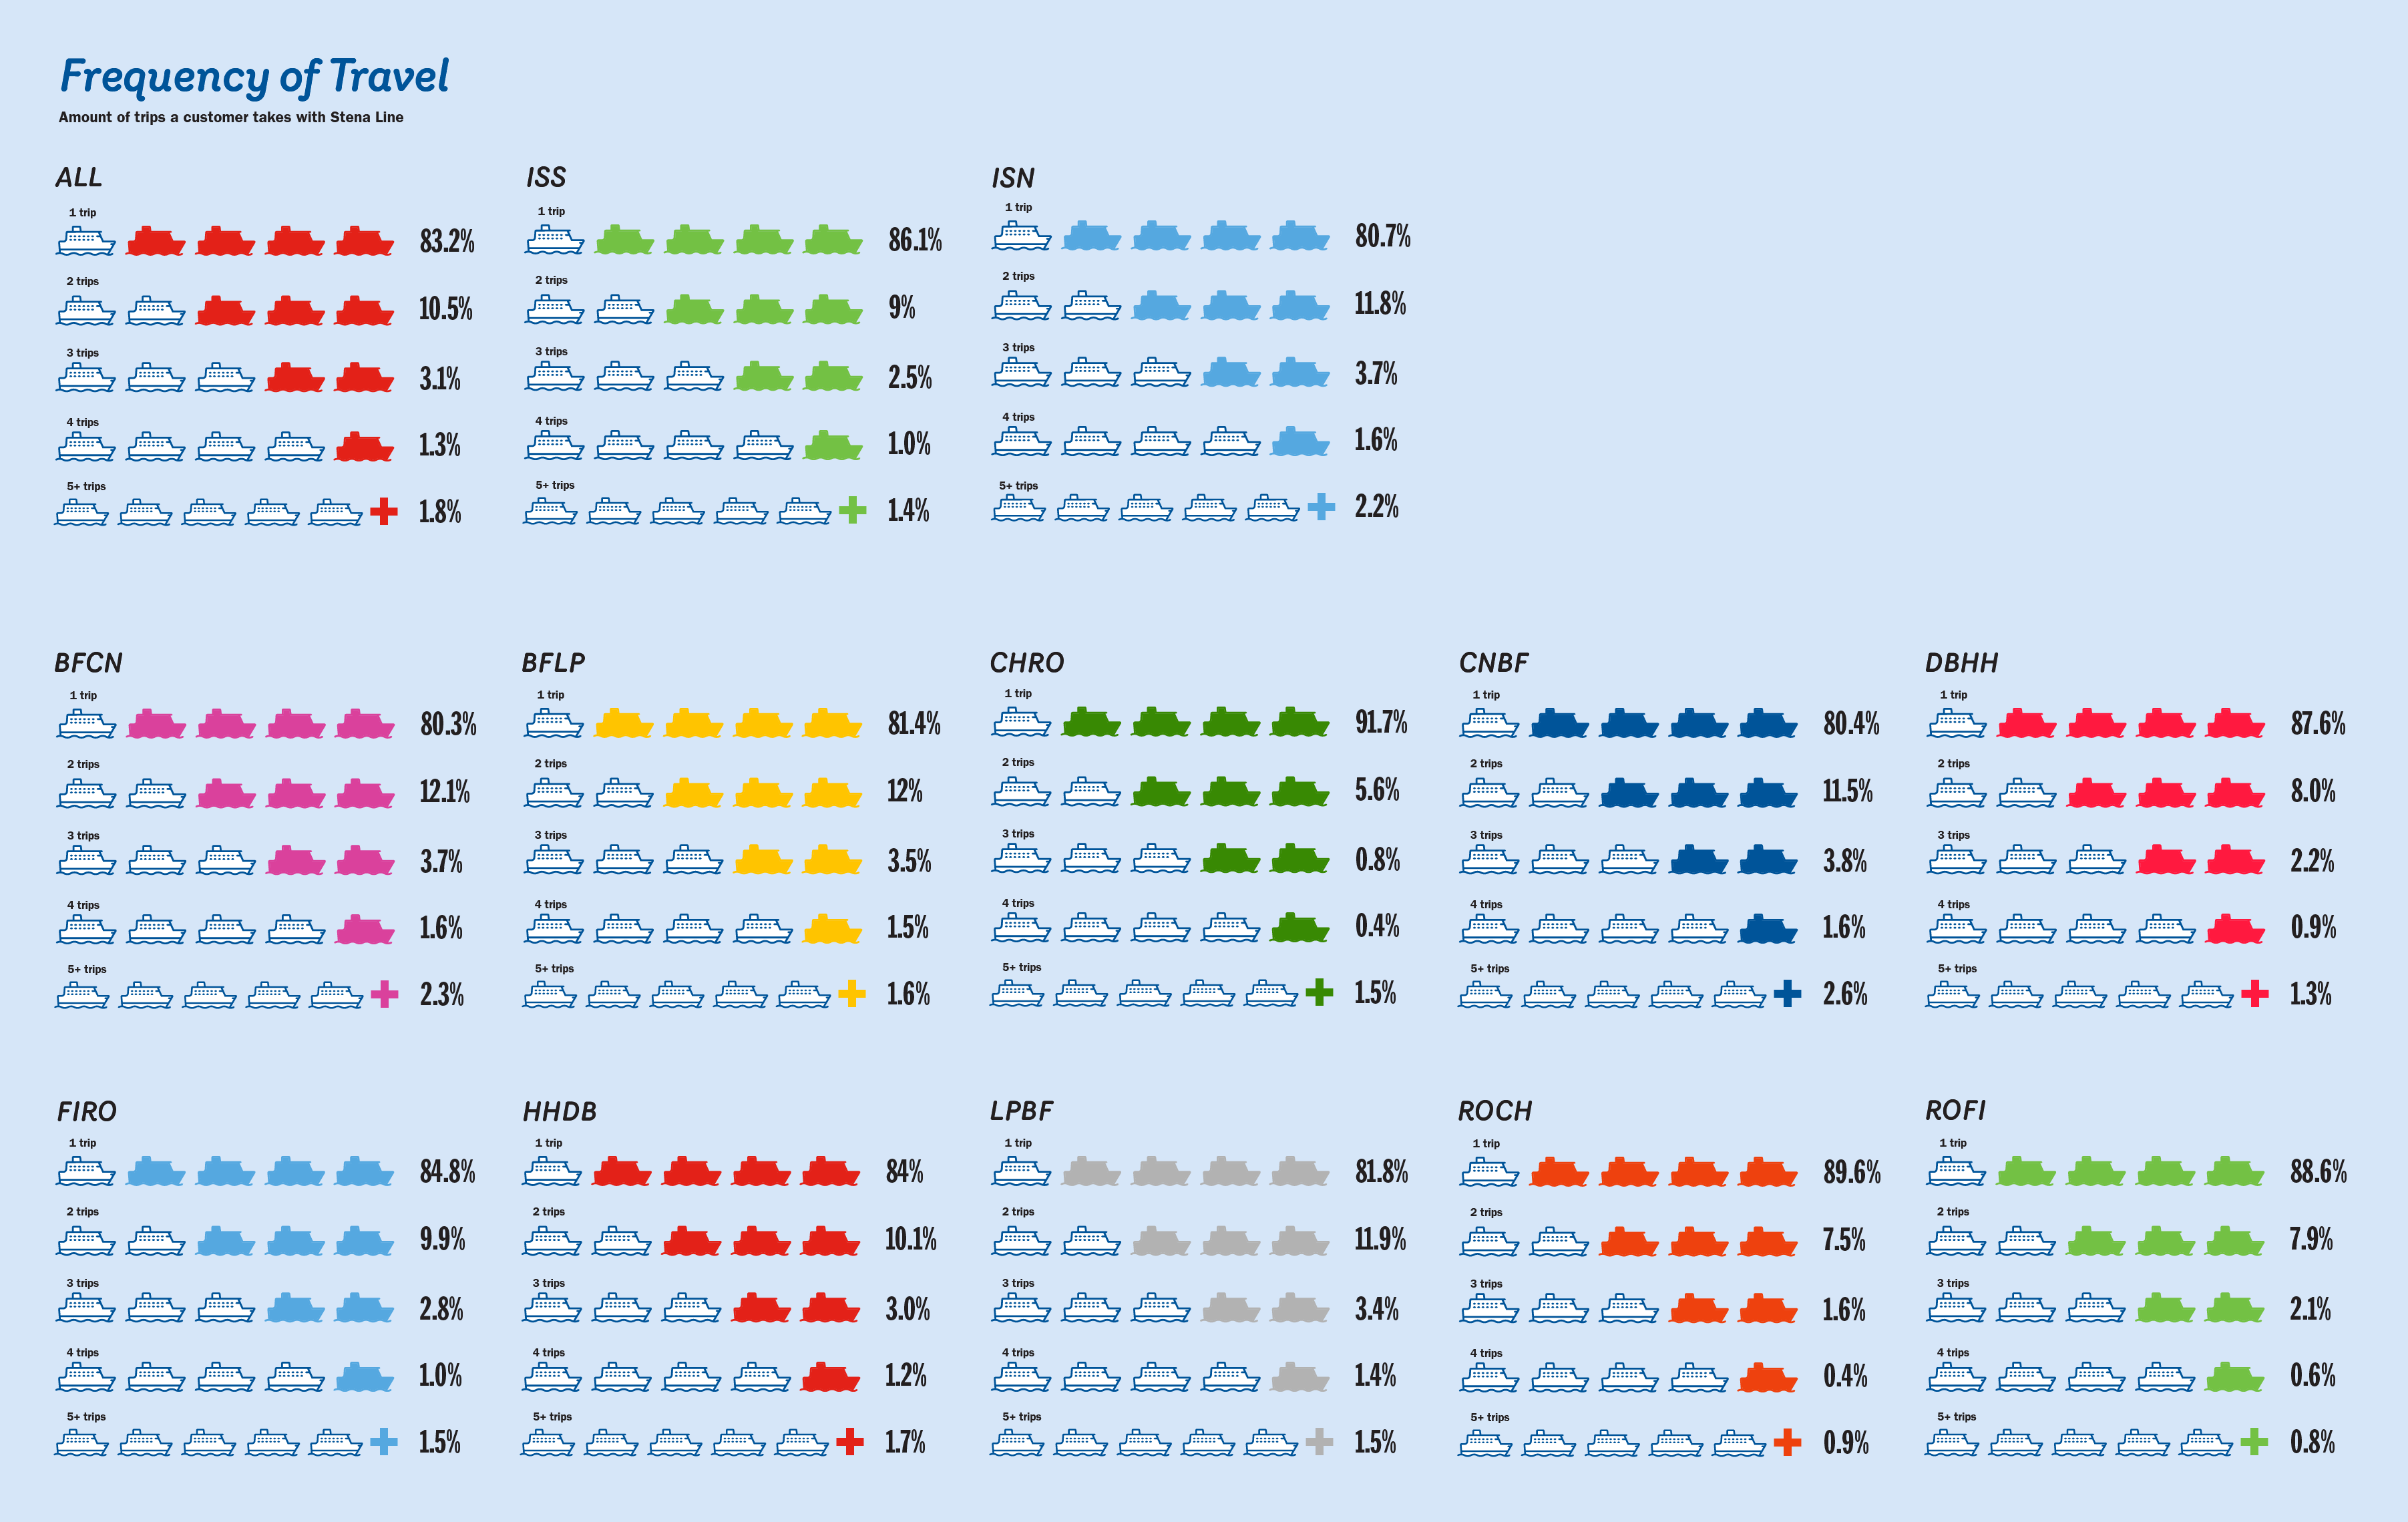 Frequency of Travel
Amount of trips a customer takes with Stena Line
ALL
1 trip
83.2%
2 trips
10.5%
3 trips
3.1%
4 trips
1.3%
5+ trips
1.8%
ISS
1 trip
86.1%
2 trips
9%
3 trips
2.5%
4 trips
1.0%
5+ trips
1.4%
ISN
1 trip
80.7%
2 trips
11.8%
3 trips
3.7%
4 trips
1.6%
5+ trips
2.2%
BFCN
1 trip
80.3%
2 trips
12.1%
3 trips
3.7%
4 trips
1.6%
5+ trips
2.3%
BFLP
1 trip
81.4%
2 trips
12%
3 trips
3.5%
4 trips
1.5%
5+ trips
1.6%
CHRO
1 trip
91.7%
2 trips
5.6%
3 trips
0.8%
4 trips
0.4%
5+ trips
1.5%
CNBF
1 trip
80.4%
2 trips
11.5%
3 trips
3.8%
4 trips
1.6%
5+ trips
2.6%
DBHH
1 trip
87.6%
2 trips
8.0%
3 trips
2.2%
4 trips
0.9%
5+ trips
1.3%
FIRO
1 trip
84.8%
2 trips
9.9%
3 trips
2.8%
4 trips
1.0%
5+ trips
1.5%
HHDB
1 trip
84%
2 trips
10.1%
3 trips
3.0%
4 trips
1.2%
5+ trips
1.7%
LPBF
1 trip
81.8%
2 trips
11.9%
3 trips
3.4%
4 trips
1.4%
5+ trips
1.5%
ROCH
1 trip
89.6%
2 trips
7.5%
3 trips
1.6%
4 trips
0.4%
5+ trips
0.9%
ROFI
1 trip
88.6%
2 trips
7.9%
3 trips
2.1%
4 trips
0.6%
5+ trips
0.8%